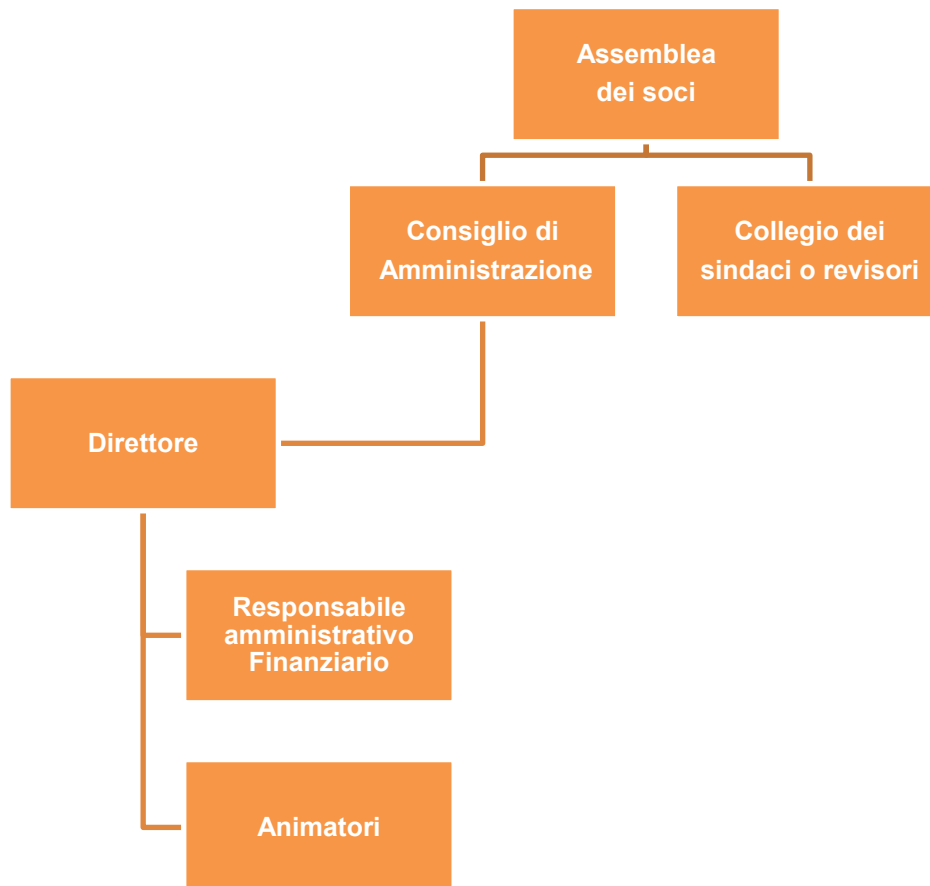 Assemblea
dei soci
Consiglio di
Amministrazione
Collegio dei
sindaci o revisori
Direttore
Responsabile
amministrativo
Finanziario
Animatori